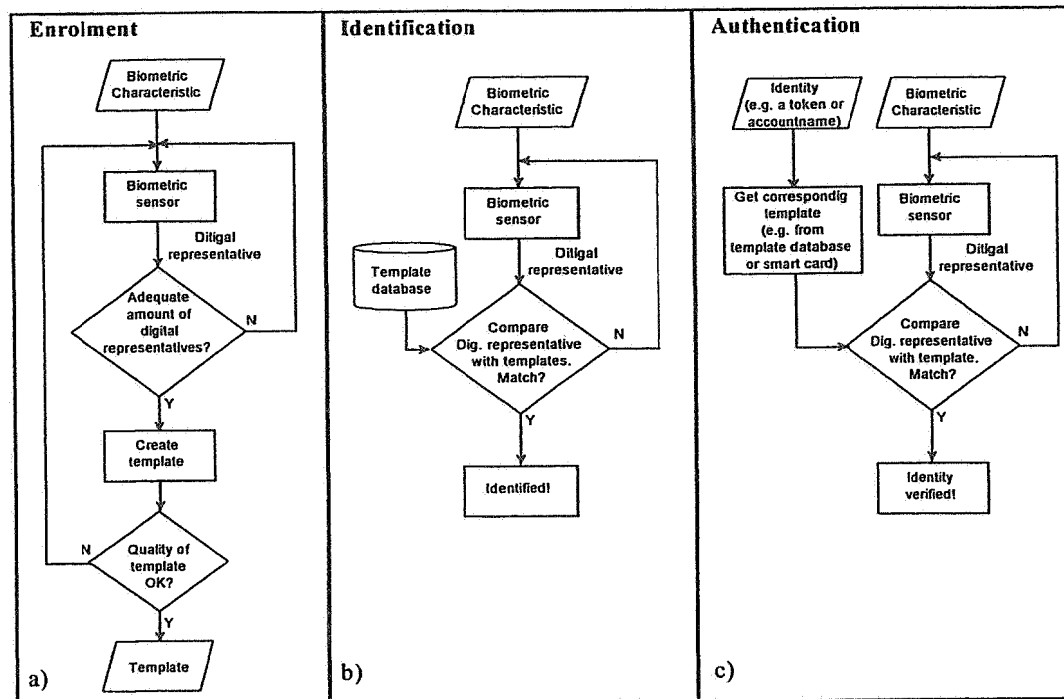 Enrolment
Biometric
Characteristic
Biometric
sensor
Ditigal
representative
Adequate
amount of
digital
representatives?
N
Y
Create
template
Quality of
template
OK?
N
Y
Template
a)
Identification
Biometric
Characteristic
Biometric
sensor
Ditigal
representative
Template
database
Compare
Dig. representative
with templates.
Match?
N
Y
Identified!
b)
Authentication
Identity
(e.g. a token or
accountname)
Biometric
Characteristic
Get correspondig
template
(e.g. from
template database
or smart card)
Biometric
sensor
Ditigal
representative
Compare
Dig. representative
with template.
Match?
N
Y
Identity
verified!
c)